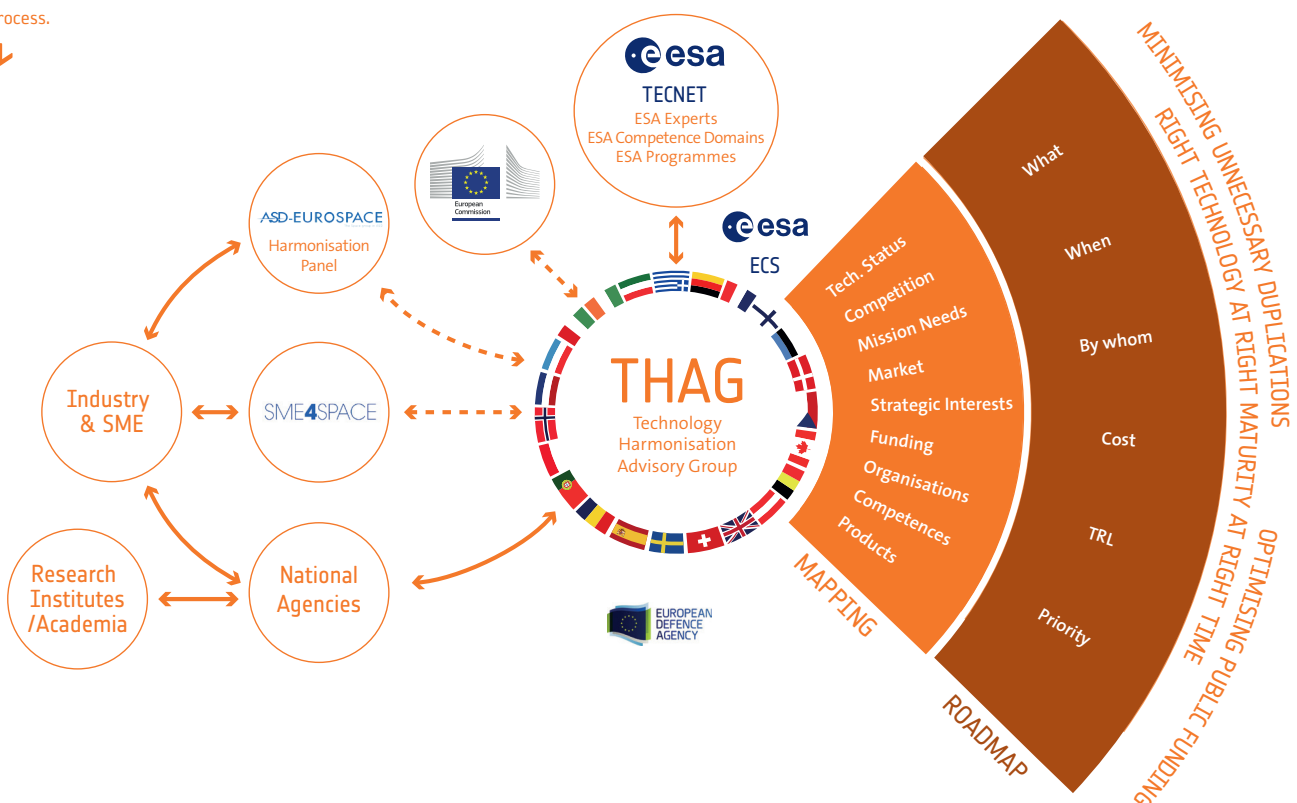 rocess.
esa
TECNET
ESA Experts
ESA Competence Domains
ESA Programmes
European
Commission
ASD-EUROSPACE
Harmonisation
Panel
esa
ECS
Industry
& SME
SME4SPACE
THAG
Technology
Harmonisation
Advisory Group
Research
Institutes
/Academia
National
Agencies
EUROPEAN
DEFENCE
AGENCY
Tech. Status
Competition
Mission Needs
Market
Strategic Interests
Funding
Organisations
Competences
Products
MAPPING
What
When
By whom
Cost
TRL
Priority
ROADMAP
MINIMISING UNNECESSARY DUPLICATIONS
RIGHT TECHNOLOGY AT RIGHT MATURITY AT RIGHT TIME
OPTIMISING PUBLIC FUNDING